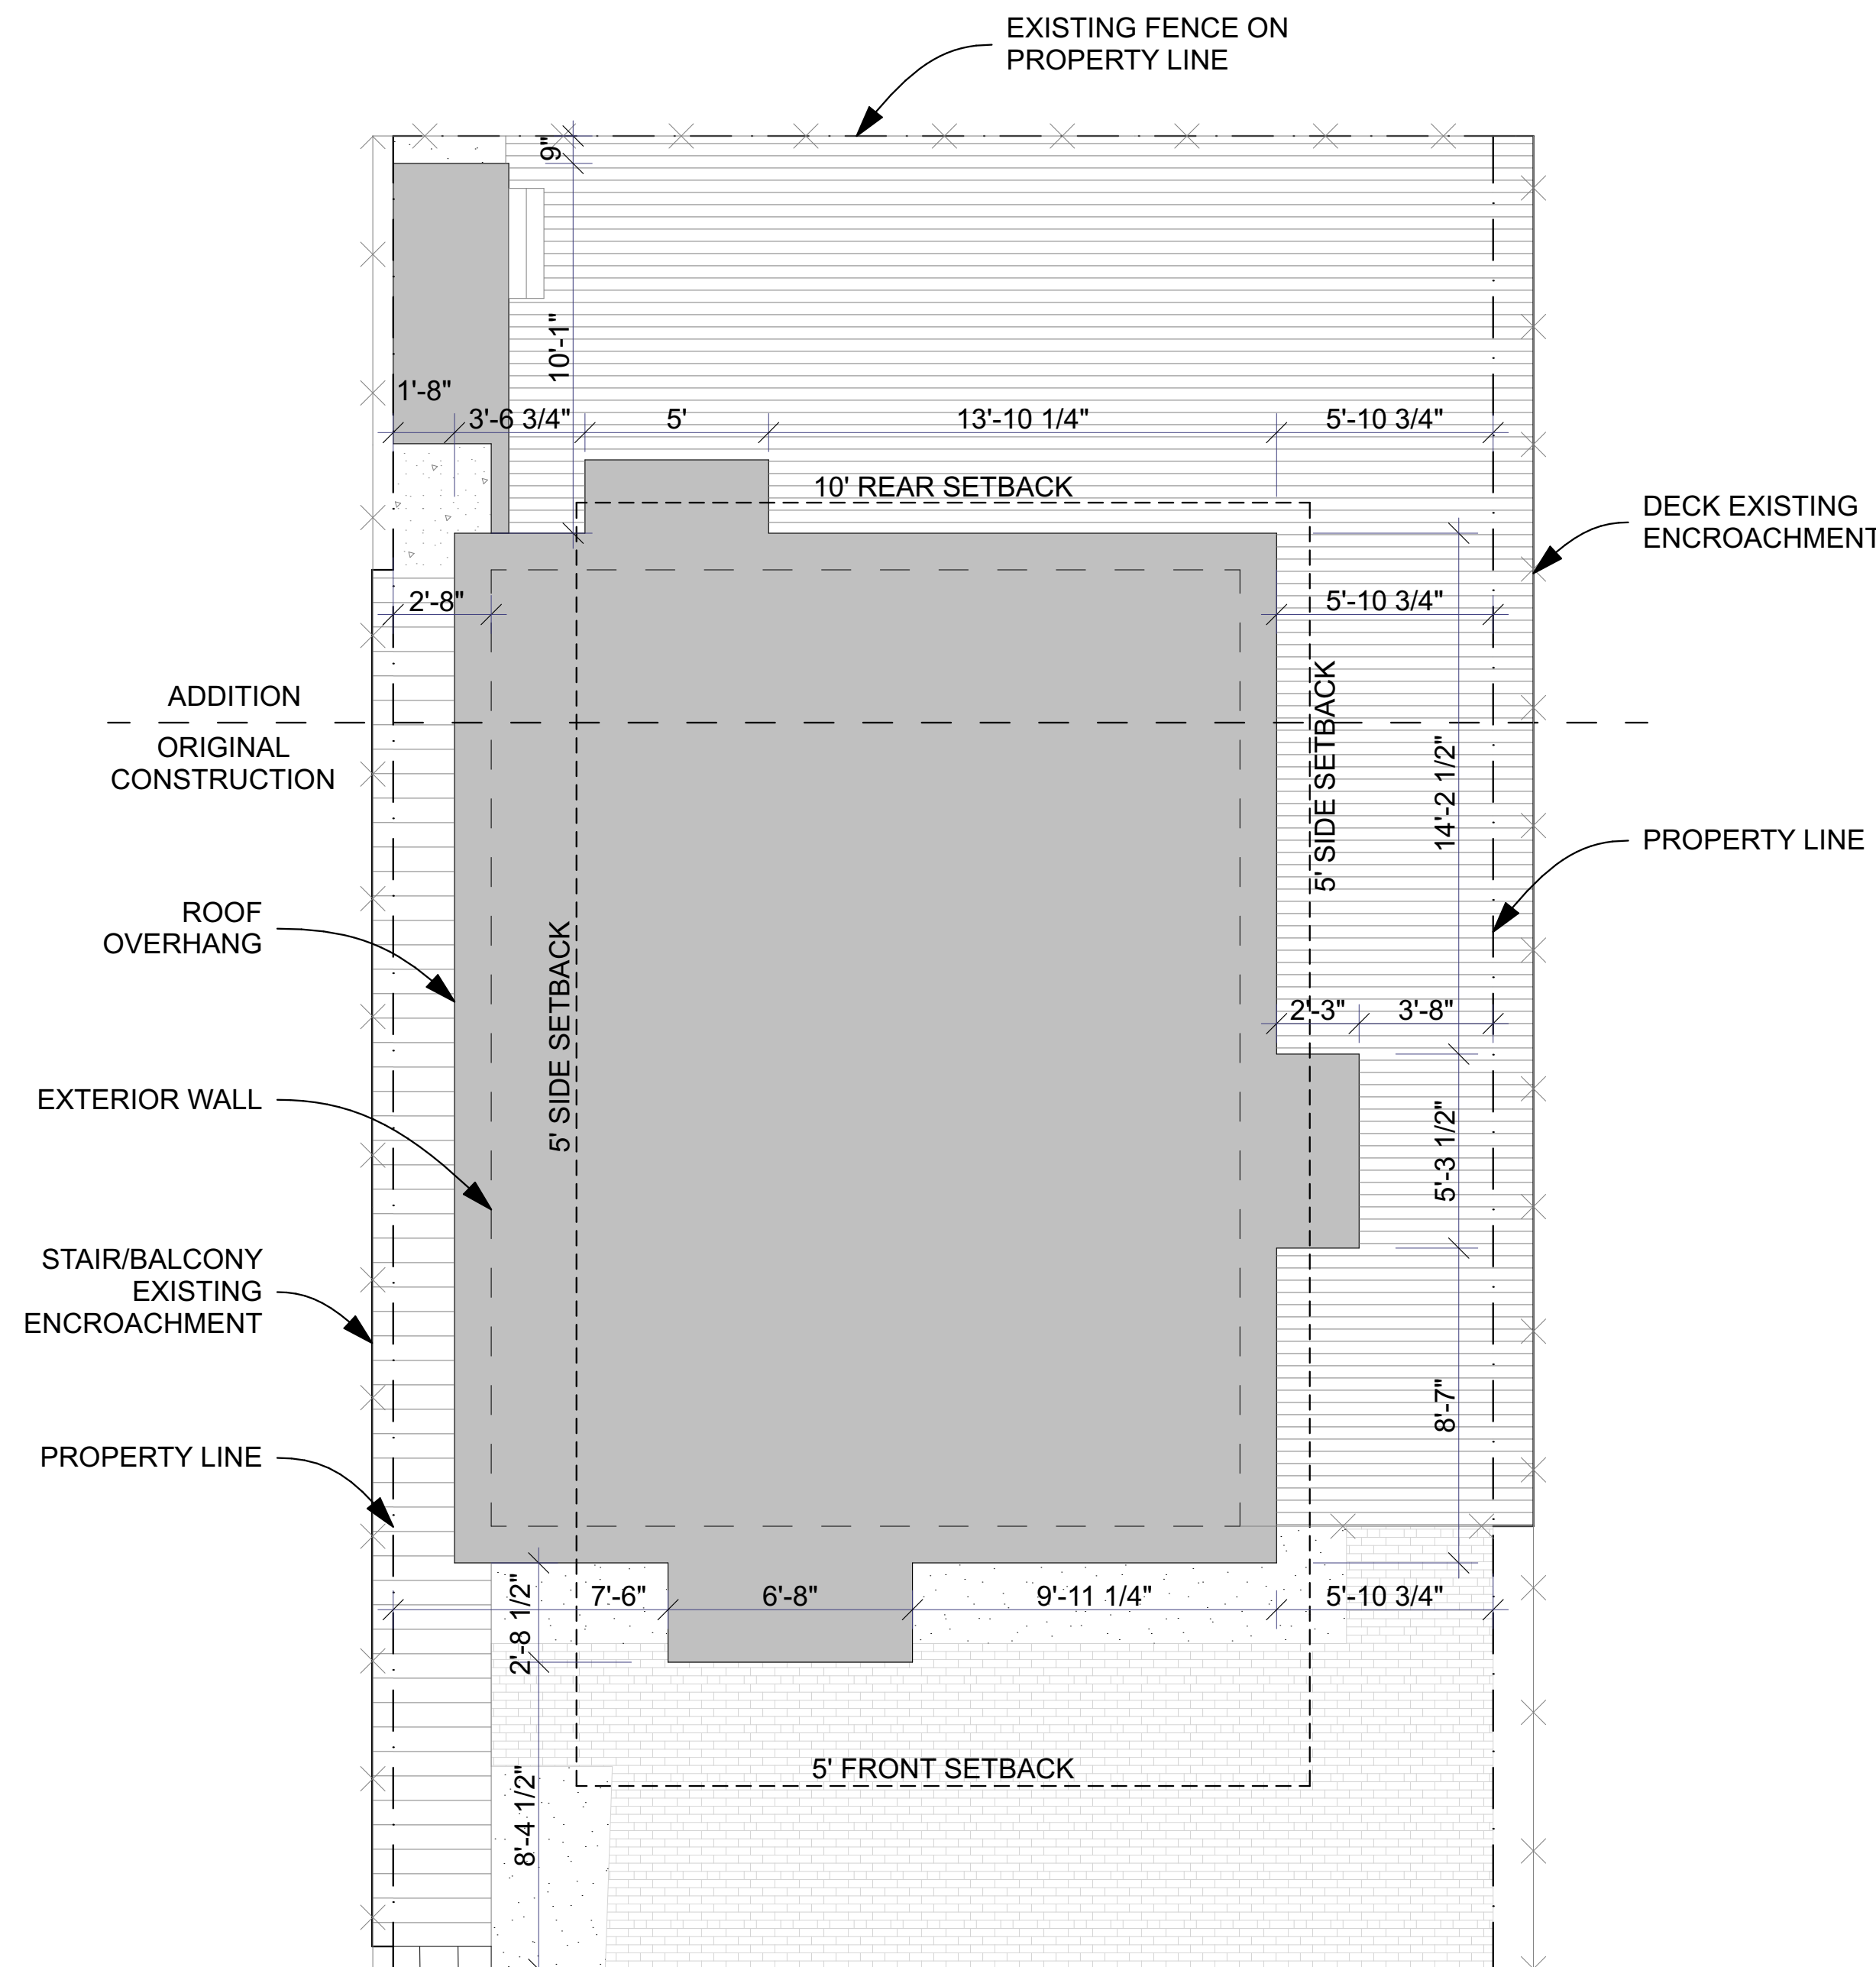 EXISTING FENCE ON
PROPERTY LINE
9"
10'-1"
1'-8"
3'-6 3/4"
5'
13'-10 1/4"
5'-10 3/4"
10' REAR SETBACK
DECK EXISTING
ENCROACHMENT
2'-8"
5'-10 3/4"
ADDITION
ORIGINAL
CONSTRUCTION
5' SIDE SETBACK
14'-2 1/2"
PROPERTY LINE
ROOF
OVERHANG
5' SIDE SETBACK
2'-3"
3'-8"
EXTERIOR WALL
5'-3 1/2"
STAIR/BALCONY
EXISTING
ENCROACHMENT
8'-7"
PROPERTY LINE
2'-8 1/2"
7'-6"
6'-8"
9'-11 1/4"
5'-10 3/4"
5' FRONT SETBACK
8'-4 1/2"